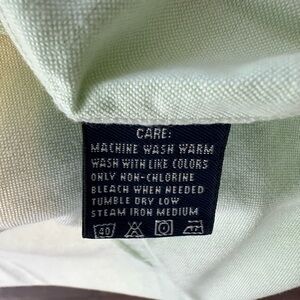 CARE:
MACHINE WASH WARM
WASH WITH LIKE COLORS
ONLY NON-CHLORINE
BLEACH WHEN NEEDED
TUMBLE DRY LOW
STEAM IRON MEDIUM
40